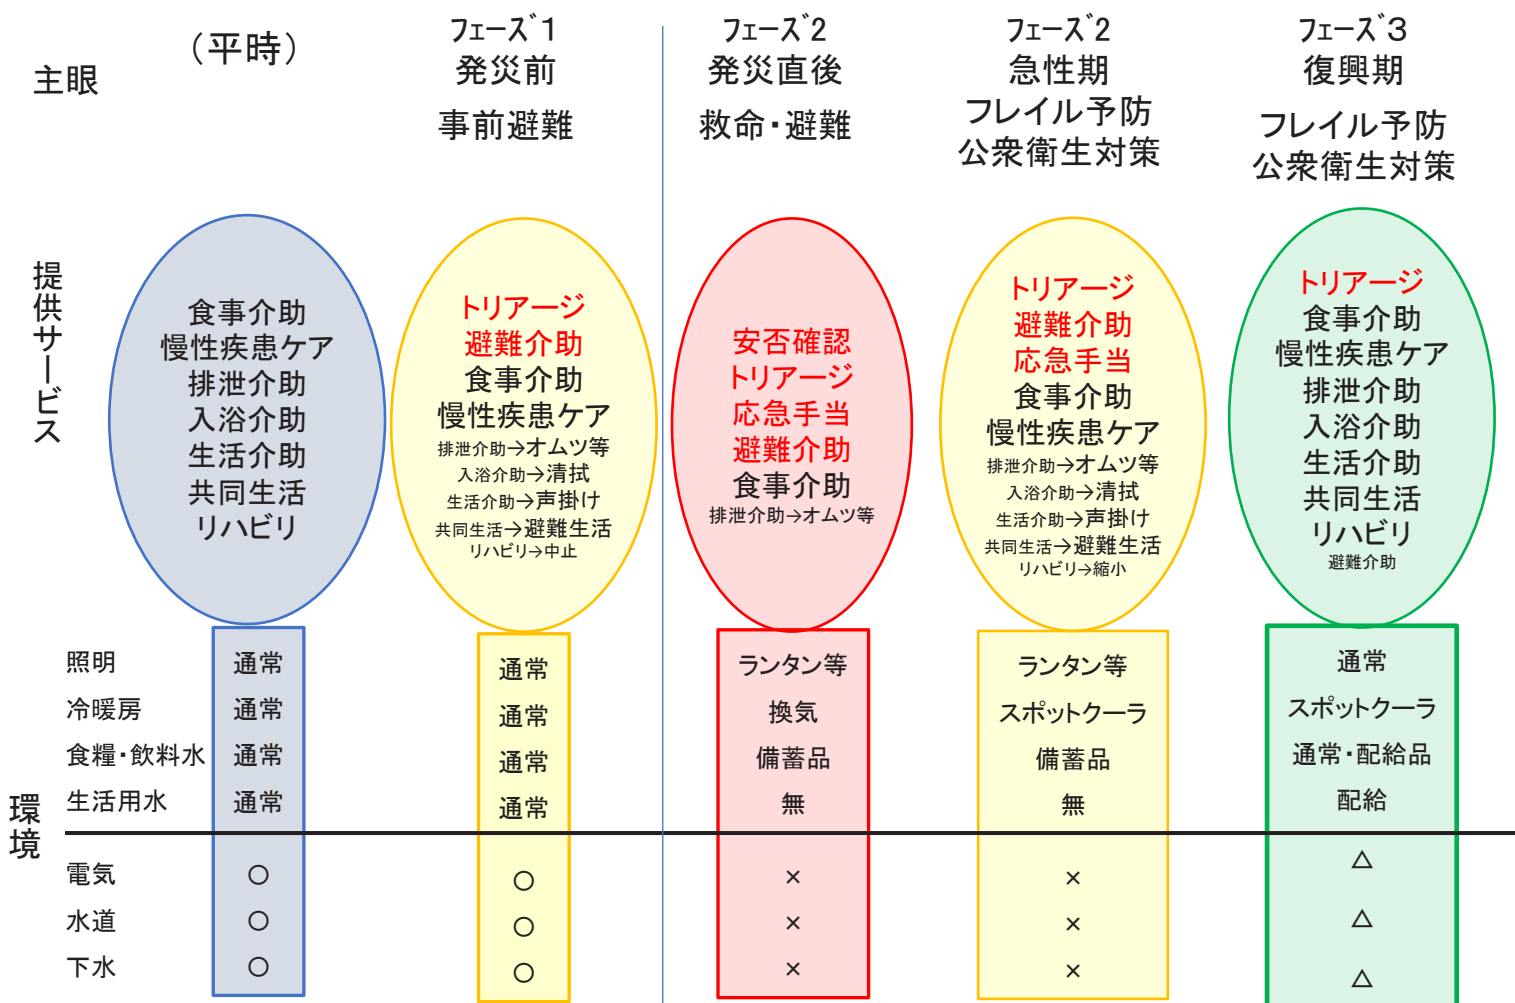 主眼
（平時）
ﾌｪｰｽﾞ1
発災前
事前避難
ﾌｪｰｽﾞ2
発災直後
救命・避難
ﾌｪｰｽﾞ2
急性期
フレイル予防
公衆衛生対策
ﾌｪｰｽﾞ3
復興期
フレイル予防
公衆衛生対策
提供サービス
食事介助
慢性疾患ケア
排泄介助
入浴介助
生活介助
共同生活
リハビリ
トリアージ
避難介助
食事介助
慢性疾患ケア
排泄介助→オムツ等
入浴介助→清拭
生活介助→声掛け
共同生活→避難生活
リハビリ→中止
安否確認
トリアージ
応急手当
避難介助
食事介助
排泄介助→オムツ等
トリアージ
避難介助
応急手当
食事介助
慢性疾患ケア
排泄介助→オムツ等
入浴介助→清拭
生活介助→声掛け
共同生活→避難生活
リハビリ→縮小
トリアージ
食事介助
慢性疾患ケア
排泄介助
入浴介助
生活介助
共同生活
リハビリ
避難介助
環境
照明 通常 通常 ランタン等 ランタン等 通常
冷暖房 通常 通常 換気 スポットクーラ スポットクーラ
食糧・飲料水 通常 通常 備蓄品 備蓄品 通常・配給品
生活用水 通常 通常 無 無 配給
電気 ○ ○ × × △
水道 ○ ○ × × △
下水 ○ ○ × × △